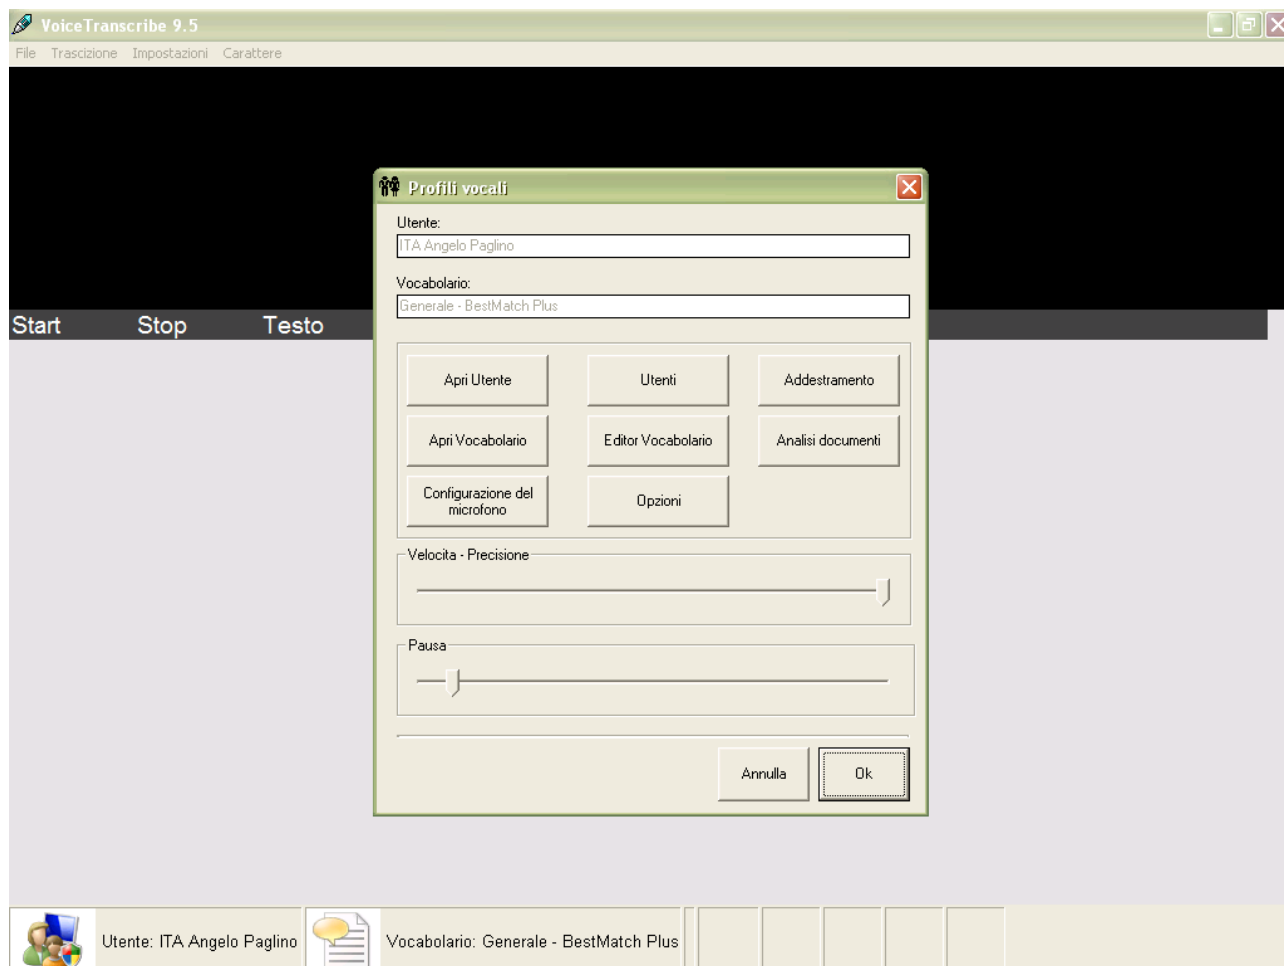 VoiceTranscribe 9.5
File Trascizione Impostazioni Carattere
Profili vocali
Utente:
ITA Angelo Paglino
Vocabolario:
Generale - BestMatch Plus
Start Stop Testo
Apri Utente Utenti Addestramento
Apri Vocabolario Editor Vocabolario Analisi documenti
Configurazione del
microfono
Opzioni
Velocita - Precisione
Pausa
Annulla Ok
Utente: ITA Angelo Paglino Vocabolario: Generale - BestMatch Plus